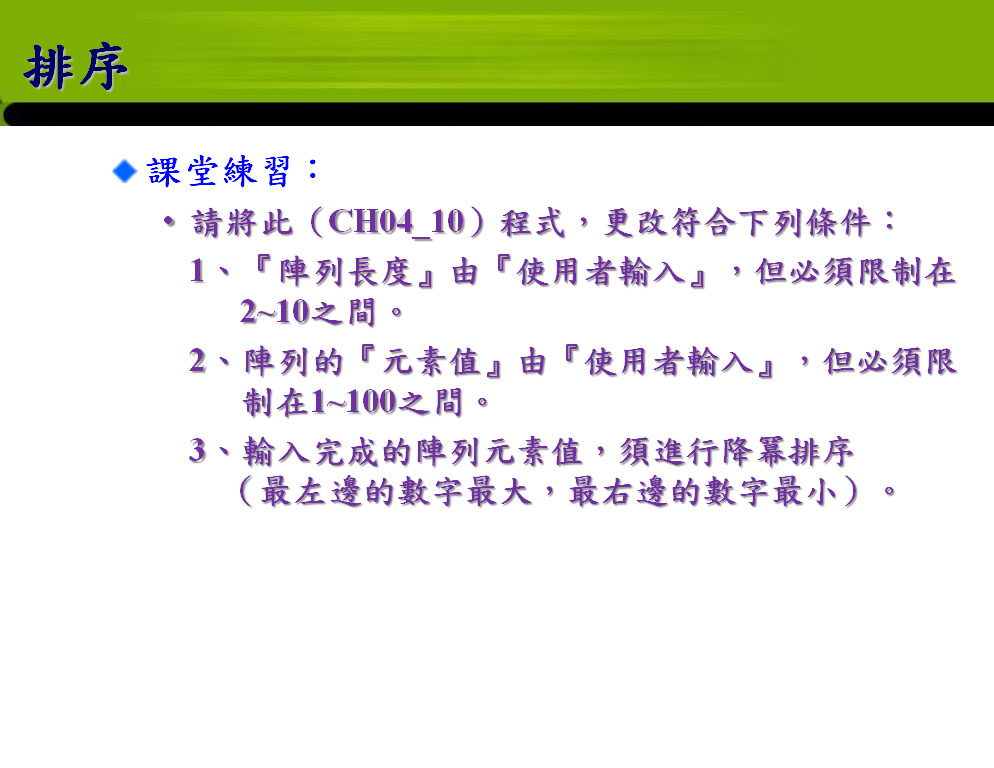 排序
課堂練習：
• 請將此（CH04_10）程式，更改符合下列條件：
1、『陣列長度』由『使用者輸入』，但必須限制在
2~10之間。
2、陣列的『元素值』由『使用者輸入』，但必須限
制在1~100之間。
3、輸入完成的陣列元素值，須進行降冪排序
（最左邊的數字最大，最右邊的數字最小）。